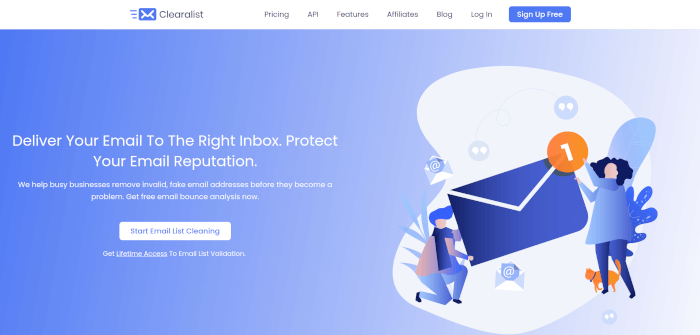 Clearalist
Pricing API Features Affiliates Blog Log In Sign Up Free
Deliver Your Email To The Right Inbox. Protect
Your Email Reputation.
We help busy businesses remove invalid, fake email addresses before they become a
problem. Get free email bounce analysis now.
Start Email List Cleaning
Get Lifetime Access To Email List Validation.
1
@
@